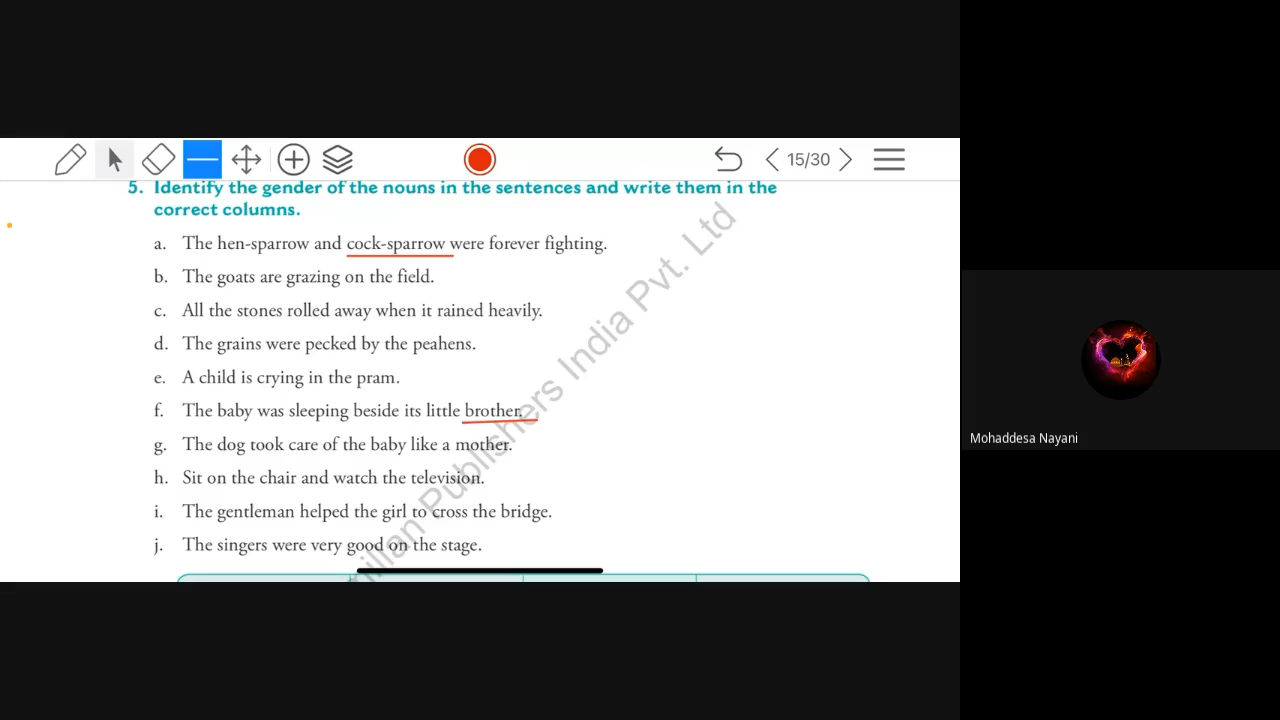 15/30
5. Identify the gender of the nouns in the sentences and write them in the
correct columns.
a. The hen-sparrow and cock-sparrow were forever fighting.
b. The goats are grazing on the field.
c. All the stones rolled away when it rained heavily.
d. The grains were pecked by the peahens.
e. A child is crying in the pram.
f. The baby was sleeping beside its little brother.
g. The dog took care of the baby like a mother.
h. Sit on the chair and watch the television.
i. The gentleman helped the girl to cross the bridge.
j. The singers were very good on the stage.
Publishers India Pvt. Ltd
Mohaddesa Nayani